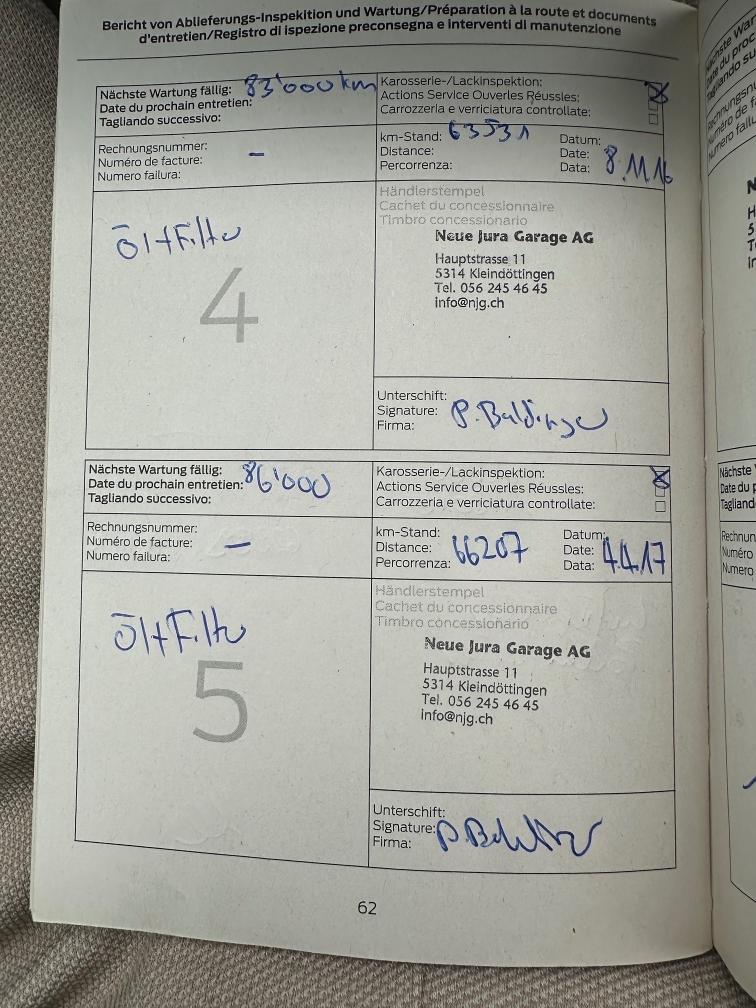 Bericht von Ablieferungs-Inspekition und Wartung/Préparation à la route et documents
d'entretien/Registro di ispezione preconsegna e interventi di manutenzione
Nächste Wartung fällig: 83'000 km
Date du prochain entretien:
Tagliando successivo:
Karosserie-/Lackinspektion:
Actions Service Ouverles Réussles:
Carrozzeria e verriciatura controllate:
Rechnungsnummer:
Numéro de facture: –
Numero failura:
km-Stand: 63531
Distance:
Percorrenza:
Datum:
Date: 8.11.16
Data:
Öl+Filter
4
Händlerstempel
Cachet du concessionnaire
Timbro concessionario
Neue Jura Garage AG
Hauptstrasse 11
5314 Kleindöttingen
Tel. 056 245 46 45
info@njg.ch
Unterschift:
Signature: P. Baldinger
Firma:
Nächste Wartung fällig:
Date du prochain entretien: 86'000
Tagliando successivo:
Karosserie-/Lackinspektion:
Actions Service Ouverles Réussles:
Carrozzeria e verriciatura controllate:
Rechnungsnummer:
Numéro de facture: –
Numero failura:
km-Stand:
Distance: 66207
Percorrenza:
Datum:
Date: 4.4.17
Data:
Öl+Filter
5
Händlerstempel
Cachet du concessionnaire
Timbro concessionario
Neue Jura Garage AG
Hauptstrasse 11
5314 Kleindöttingen
Tel. 056 245 46 45
info@njg.ch
Unterschift:
Signature:
Firma:
62